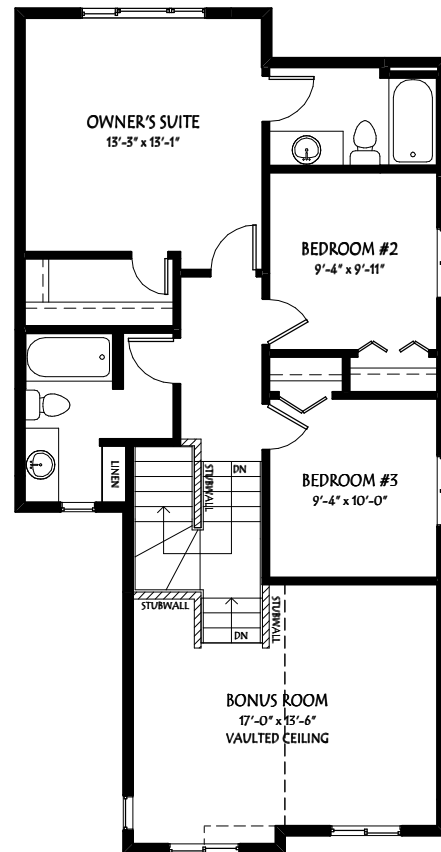 OWNER'S SUITE
13'-3" x 13'-1"
BEDROOM #2
9'-4" x 9'-11"
LINEN
STUBWALL
DN
BEDROOM #3
9'-4" x 10'-0"
STUBWALL
STUBWALL
DN
BONUS ROOM
17'-0" x 13'-6"
VAULTED CEILING